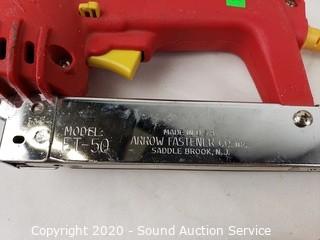 MODEL:
ET-50
MADE IN U.S.A.
ARROW FASTENER CO., INC.
SADDLE BROOK, N.J.
Copyright 2020 - Sound Auction Service